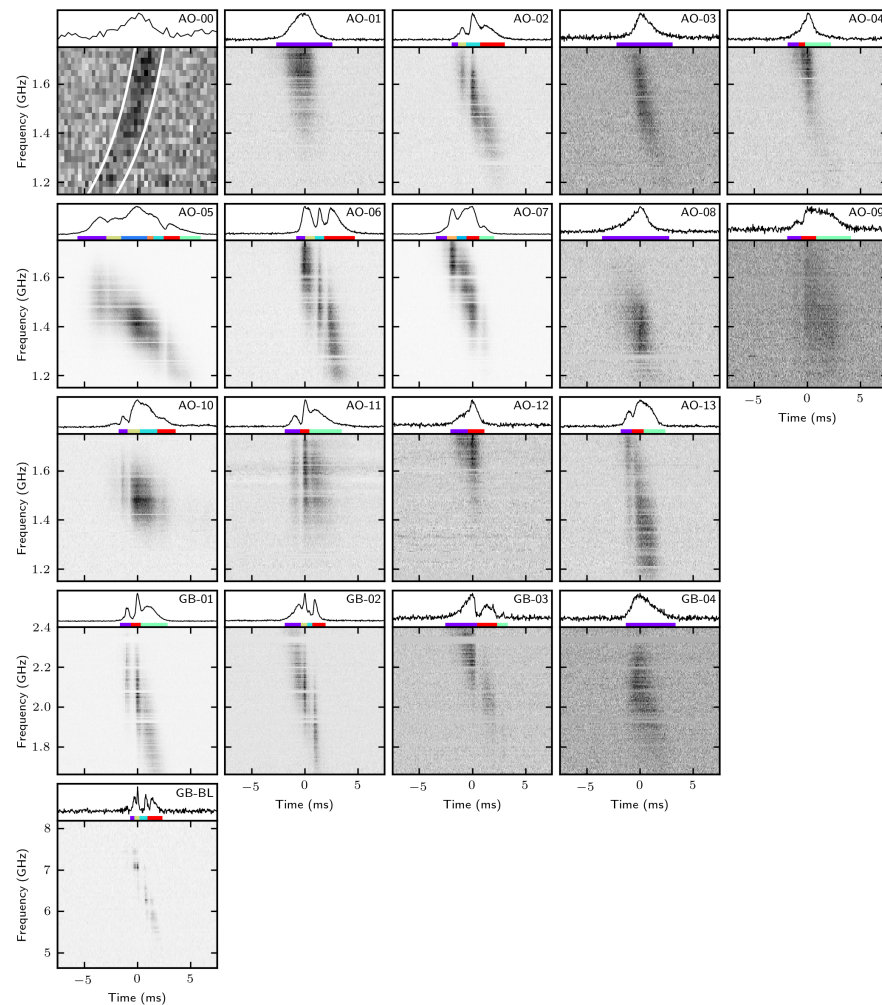 AO-00 AO-01 AO-02 AO-03 AO-04
Frequency (GHz)
1.6
1.4
1.2
AO-05 AO-06 AO-07 AO-08 AO-09
Frequency (GHz)
1.6
1.4
1.2
−5 0 5
Time (ms)
AO-10 AO-11 AO-12 AO-13
Frequency (GHz)
1.6
1.4
1.2
GB-01 GB-02 GB-03 GB-04
Frequency (GHz)
2.4
2.2
2.0
1.8
−5 0 5 −5 0 5 −5 0 5
Time (ms) Time (ms) Time (ms)
GB-BL
Frequency (GHz)
8
7
6
5
−5 0 5
Time (ms)